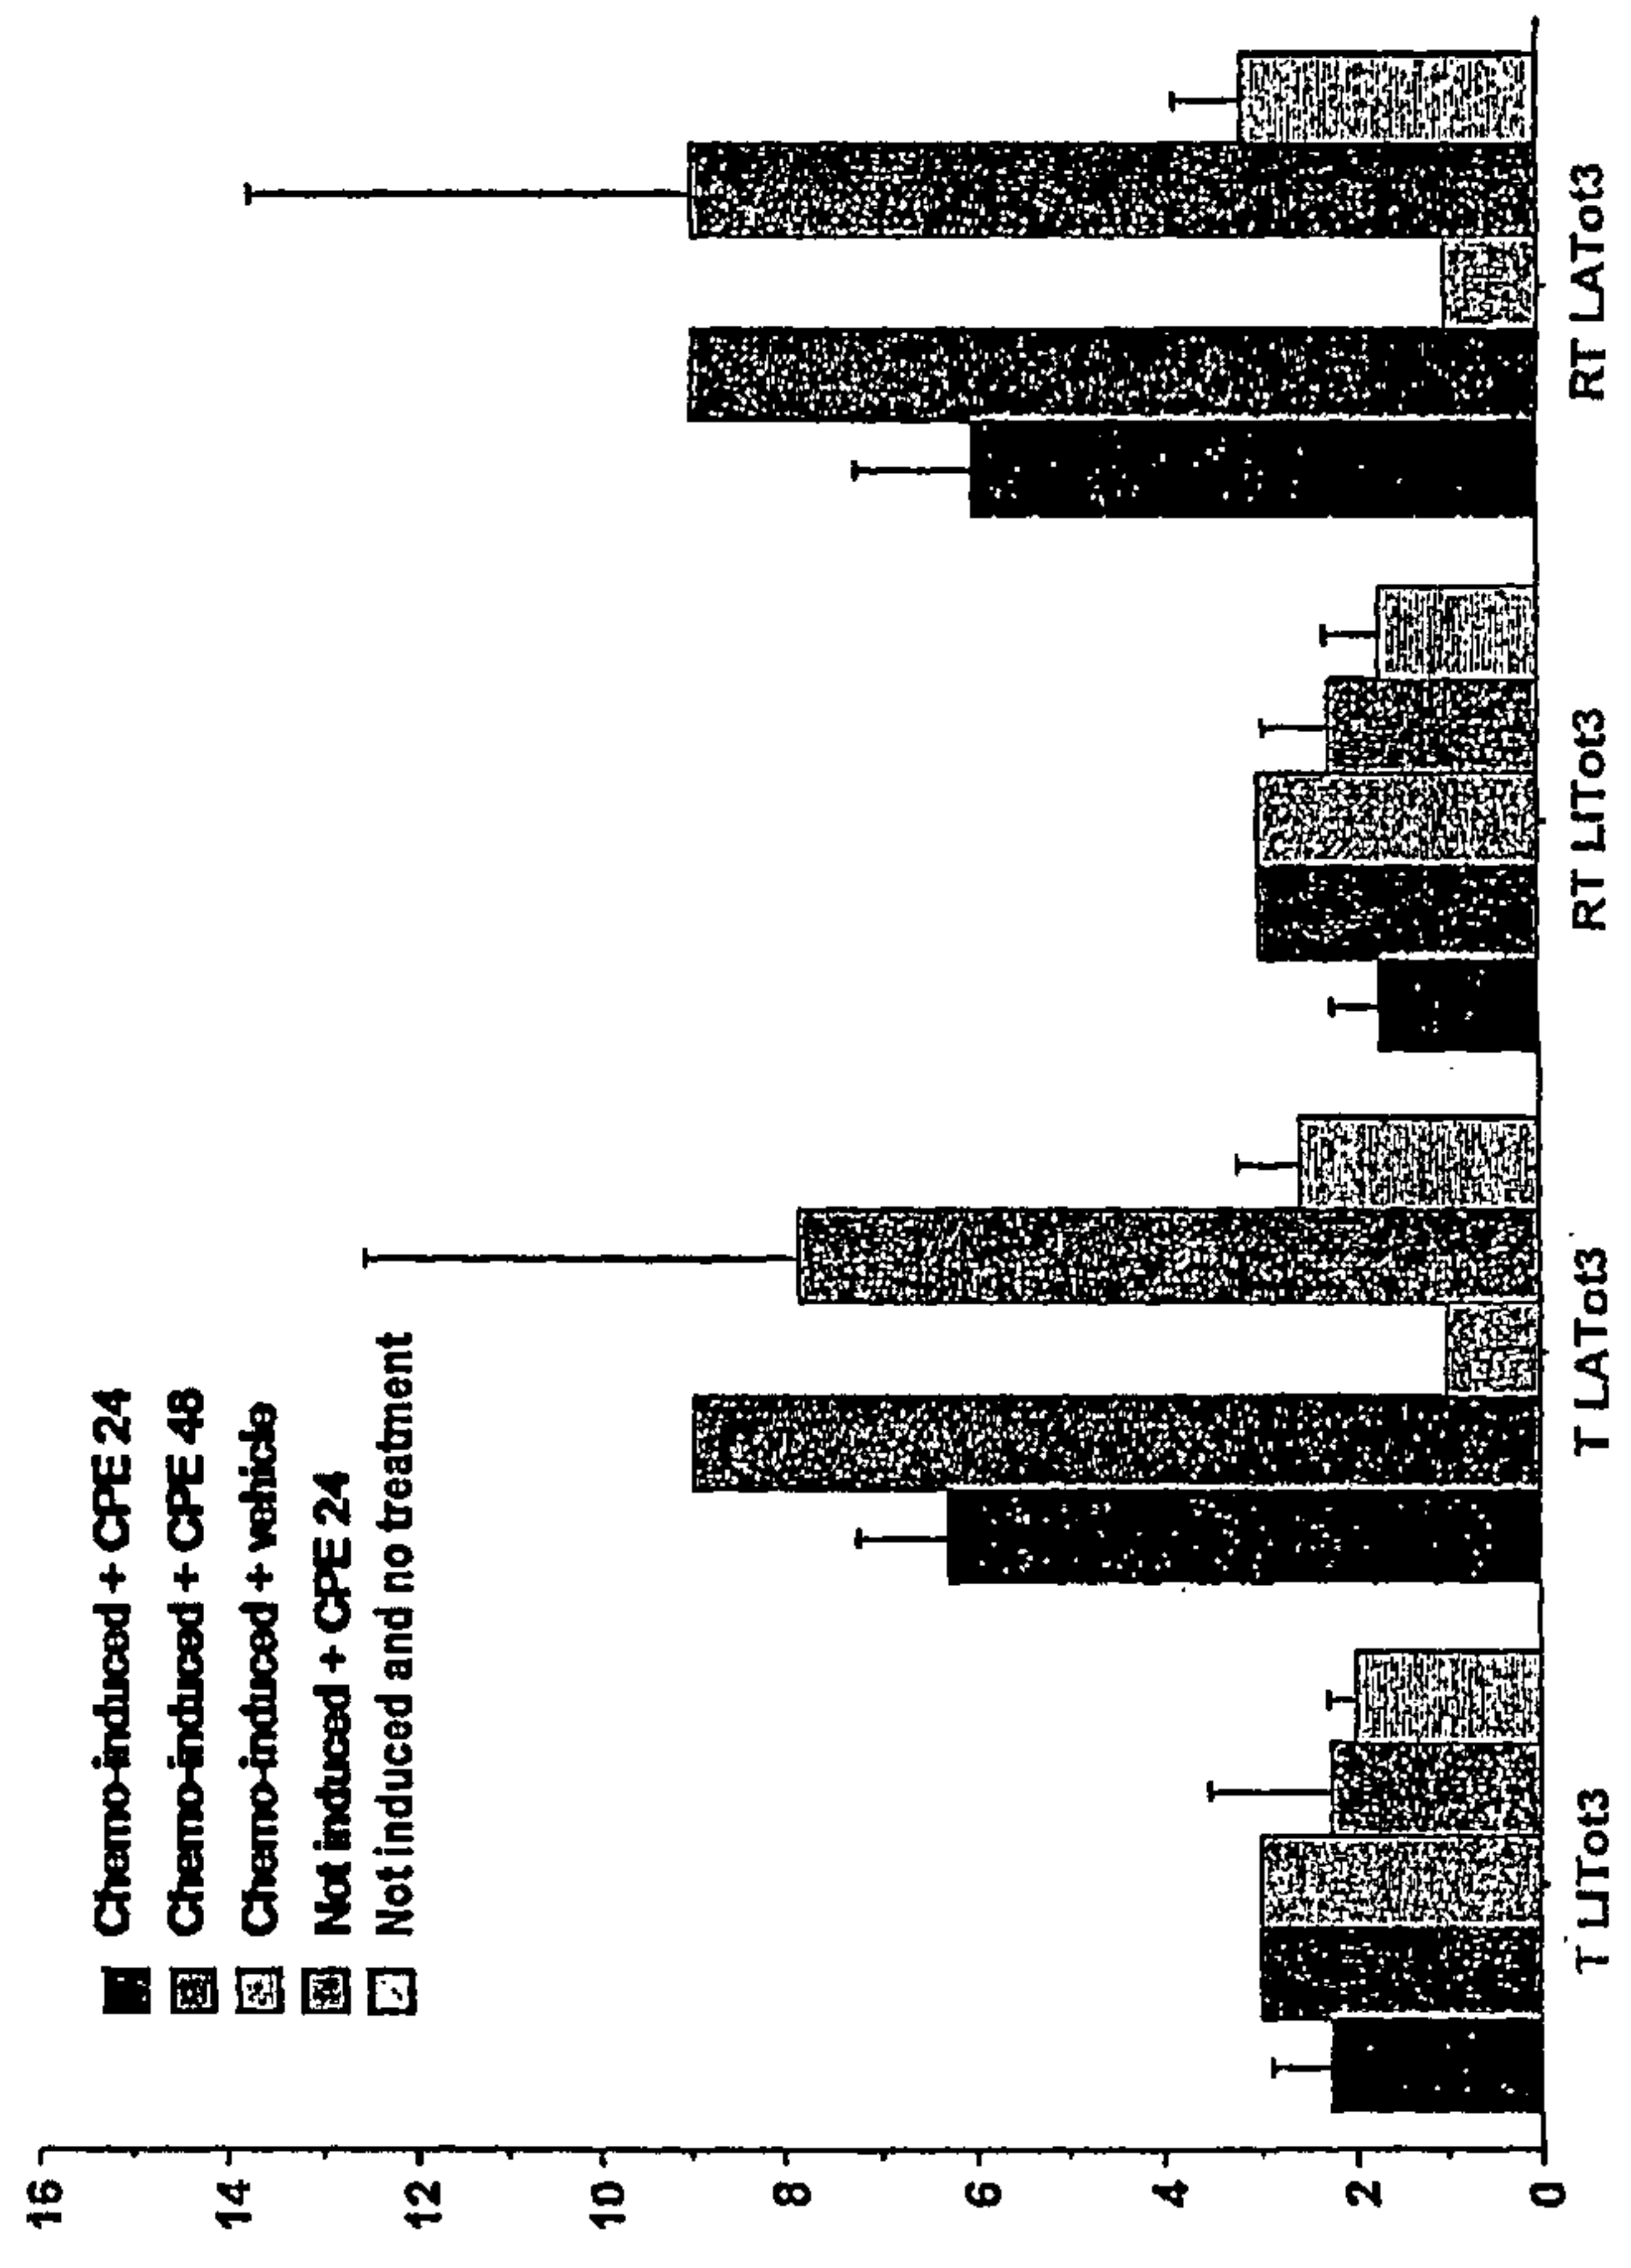 Chemo-induced + CPE 24
Chemo-induced + CPE 48
Chemo-induced + vehicle
Not induced + CPE 24
Not induced and no treatment
16
14
12
10
8
6
4
2
0
T LITot3
T LATot3
RT LITot3
RT LATot3